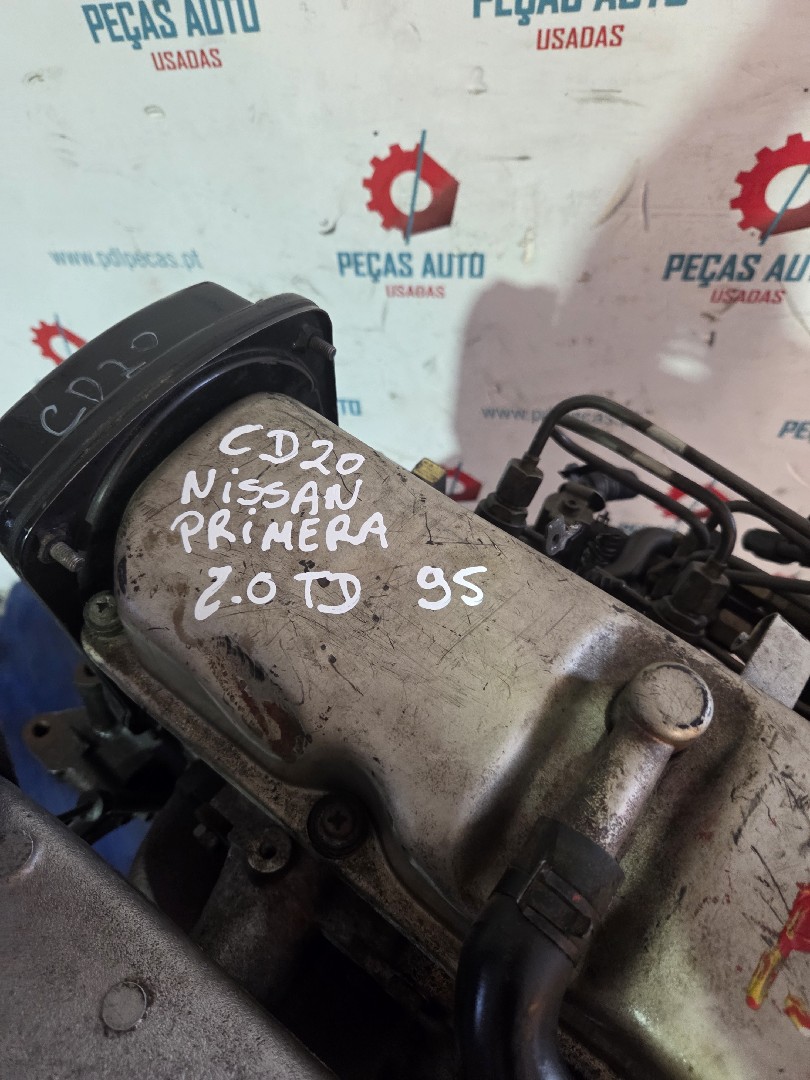 PEÇAS AUTO
USADAS
PEÇAS AUTO
USADAS
www.pdlpeças.pt
PEÇAS AUTO
USADAS
PEÇAS AUTO
USADAS
CD20
CD20
NISSAN
PRIMERA
2.0 TD 95